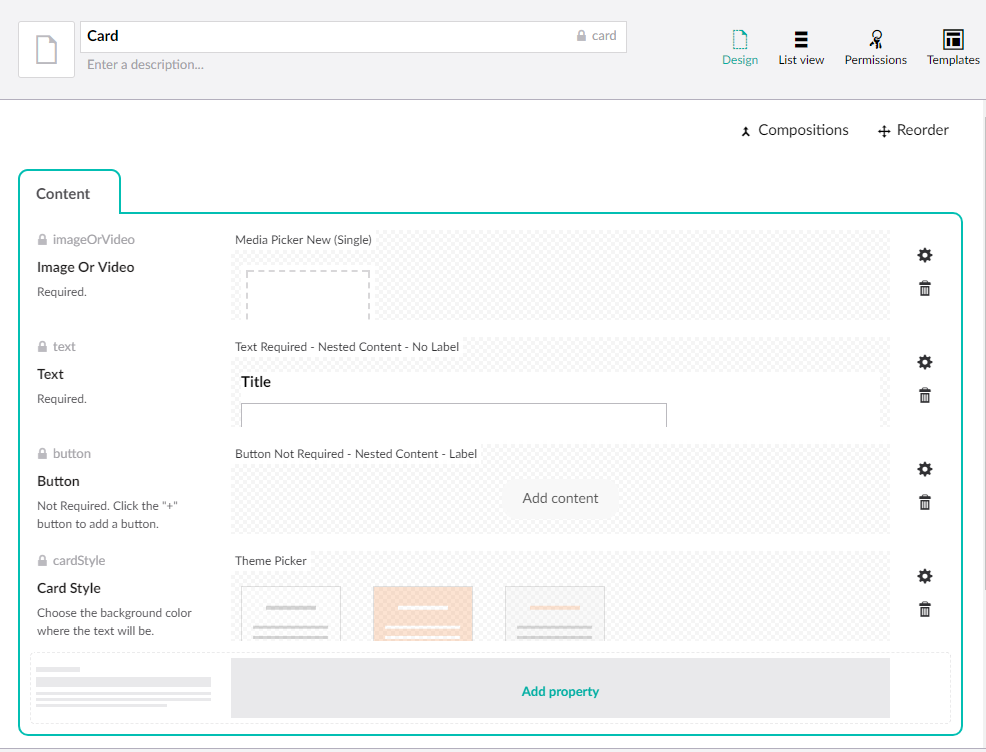 Card
card
Enter a description...
Design
List view
Permissions
Templates
Compositions
Reorder
Content
imageOrVideo
Image Or Video
Required.
Media Picker New (Single)
text
Text
Required.
Text Required - Nested Content - No Label
Title
button
Button
Not Required. Click the "+"
button to add a button.
Button Not Required - Nested Content - Label
Add content
cardStyle
Card Style
Choose the background color
where the text will be.
Theme Picker
Add property